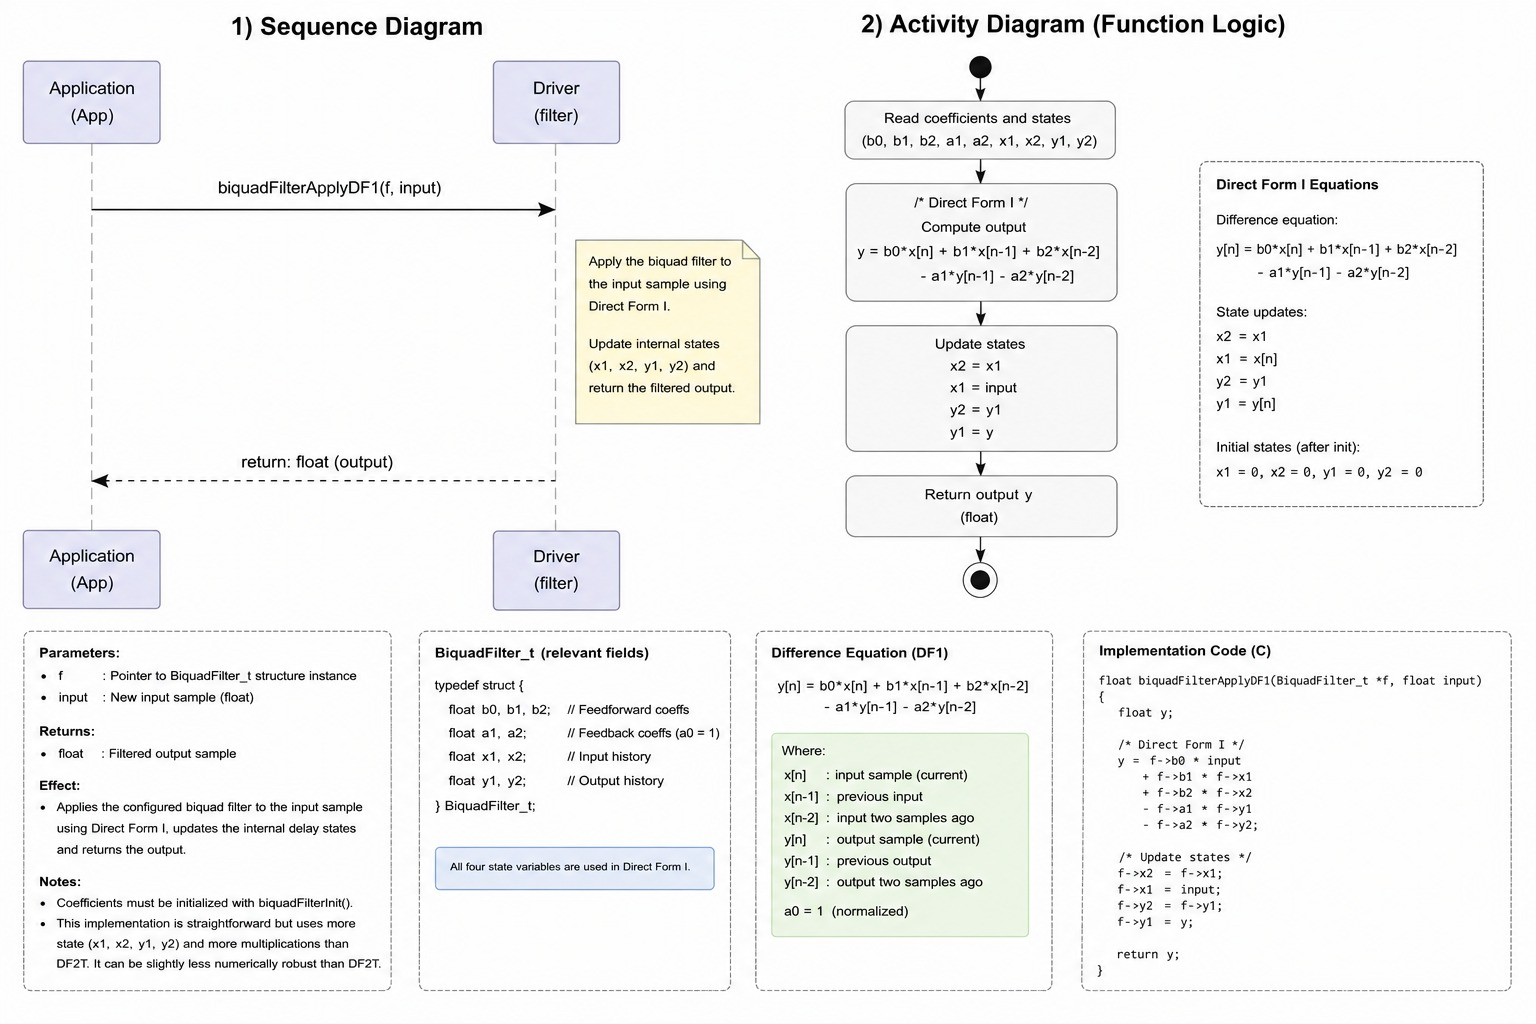 1) Sequence Diagram
Application
(App)
Driver
(filter)
biquadFilterApplyDF1(f, input)
Apply the biquad filter to
the input sample using
Direct Form I.
Update internal states
(x1, x2, y1, y2) and
return the filtered output.
return: float (output)
Application
(App)
Driver
(filter)
2) Activity Diagram (Function Logic)
Read coefficients and states
(b0, b1, b2, a1, a2, x1, x2, y1, y2)
/* Direct Form I */
Compute output
y = b0*x[n] + b1*x[n-1] + b2*x[n-2]
- a1*y[n-1] - a2*y[n-2]
Update states
x2 = x1
x1 = input
y2 = y1
y1 = y
Return output y
(float)
Direct Form I Equations
Difference equation:
y[n] = b0*x[n] + b1*x[n-1] + b2*x[n-2]
- a1*y[n-1] - a2*y[n-2]
State updates:
x2 = x1
x1 = x[n]
y2 = y1
y1 = y[n]
Initial states (after init):
x1 = 0, x2 = 0, y1 = 0, y2 = 0
Parameters:
• f : Pointer to BiquadFilter_t structure instance
• input : New input sample (float)
Returns:
• float : Filtered output sample
Effect:
• Applies the configured biquad filter to the input sample
using Direct Form I, updates the internal delay states
and returns the output.
Notes:
• Coefficients must be initialized with biquadFilterInit().
• This implementation is straightforward but uses more
state (x1, x2, y1, y2) and more multiplications than
DF2T. It can be slightly less numerically robust than DF2T.
BiquadFilter_t (relevant fields)
typedef struct {
float b0, b1, b2; // Feedforward coeffs
float a1, a2; // Feedback coeffs (a0 = 1)
float x1, x2; // Input history
float y1, y2; // Output history
} BiquadFilter_t;
All four state variables are used in Direct Form I.
Difference Equation (DF1)
y[n] = b0*x[n] + b1*x[n-1] + b2*x[n-2]
- a1*y[n-1] - a2*y[n-2]
Where:
x[n] : input sample (current)
x[n-1] : previous input
x[n-2] : input two samples ago
y[n] : output sample (current)
y[n-1] : previous output
y[n-2] : output two samples ago
a0 = 1 (normalized)
Implementation Code (C)
float biquadFilterApplyDF1(BiquadFilter_t *f, float input)
{
float y;
/* Direct Form I */
y = f->b0 * input
+ f->b1 * f->x1
+ f->b2 * f->x2
- f->a1 * f->y1
- f->a2 * f->y2;
/* Update states */
f->x2 = f->x1;
f->x1 = input;
f->y2 = f->y1;
f->y1 = y;
return y;
}